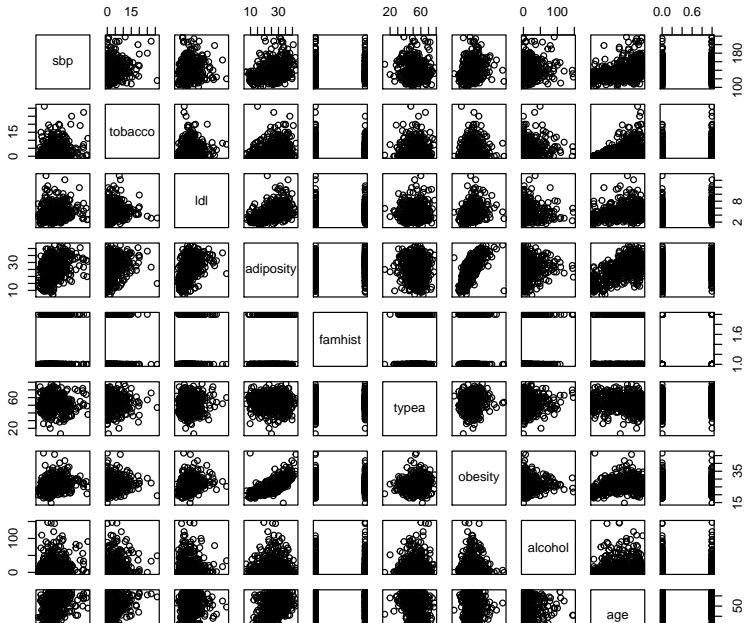 0 15
10 30
20 60
0 100
0.0 0.6
sbp
100 180
0 15
tobacco
ldl
2 8
10 30
adiposity
famhist
1.0 1.6
20 60
typea
obesity
15 35
0 100
alcohol
age
50